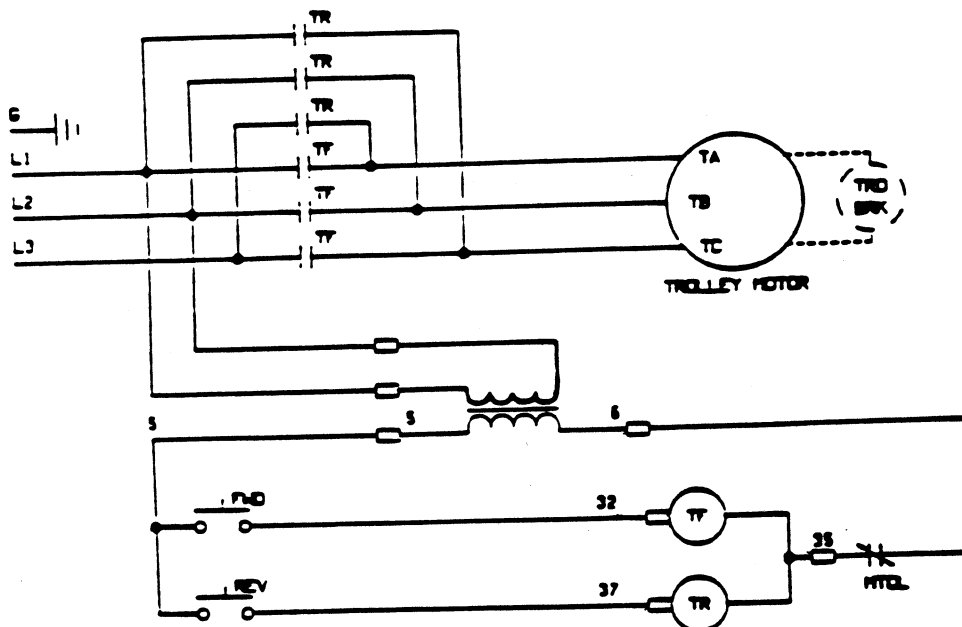 TR
TR
G
TR
L1
TF
TA
L2
TF
TB
TRO
BRK
L3
TF
TC
TROLLEY MOTOR
5
5
6
FWD
32
TF
35
MTOL
REV
37
TR